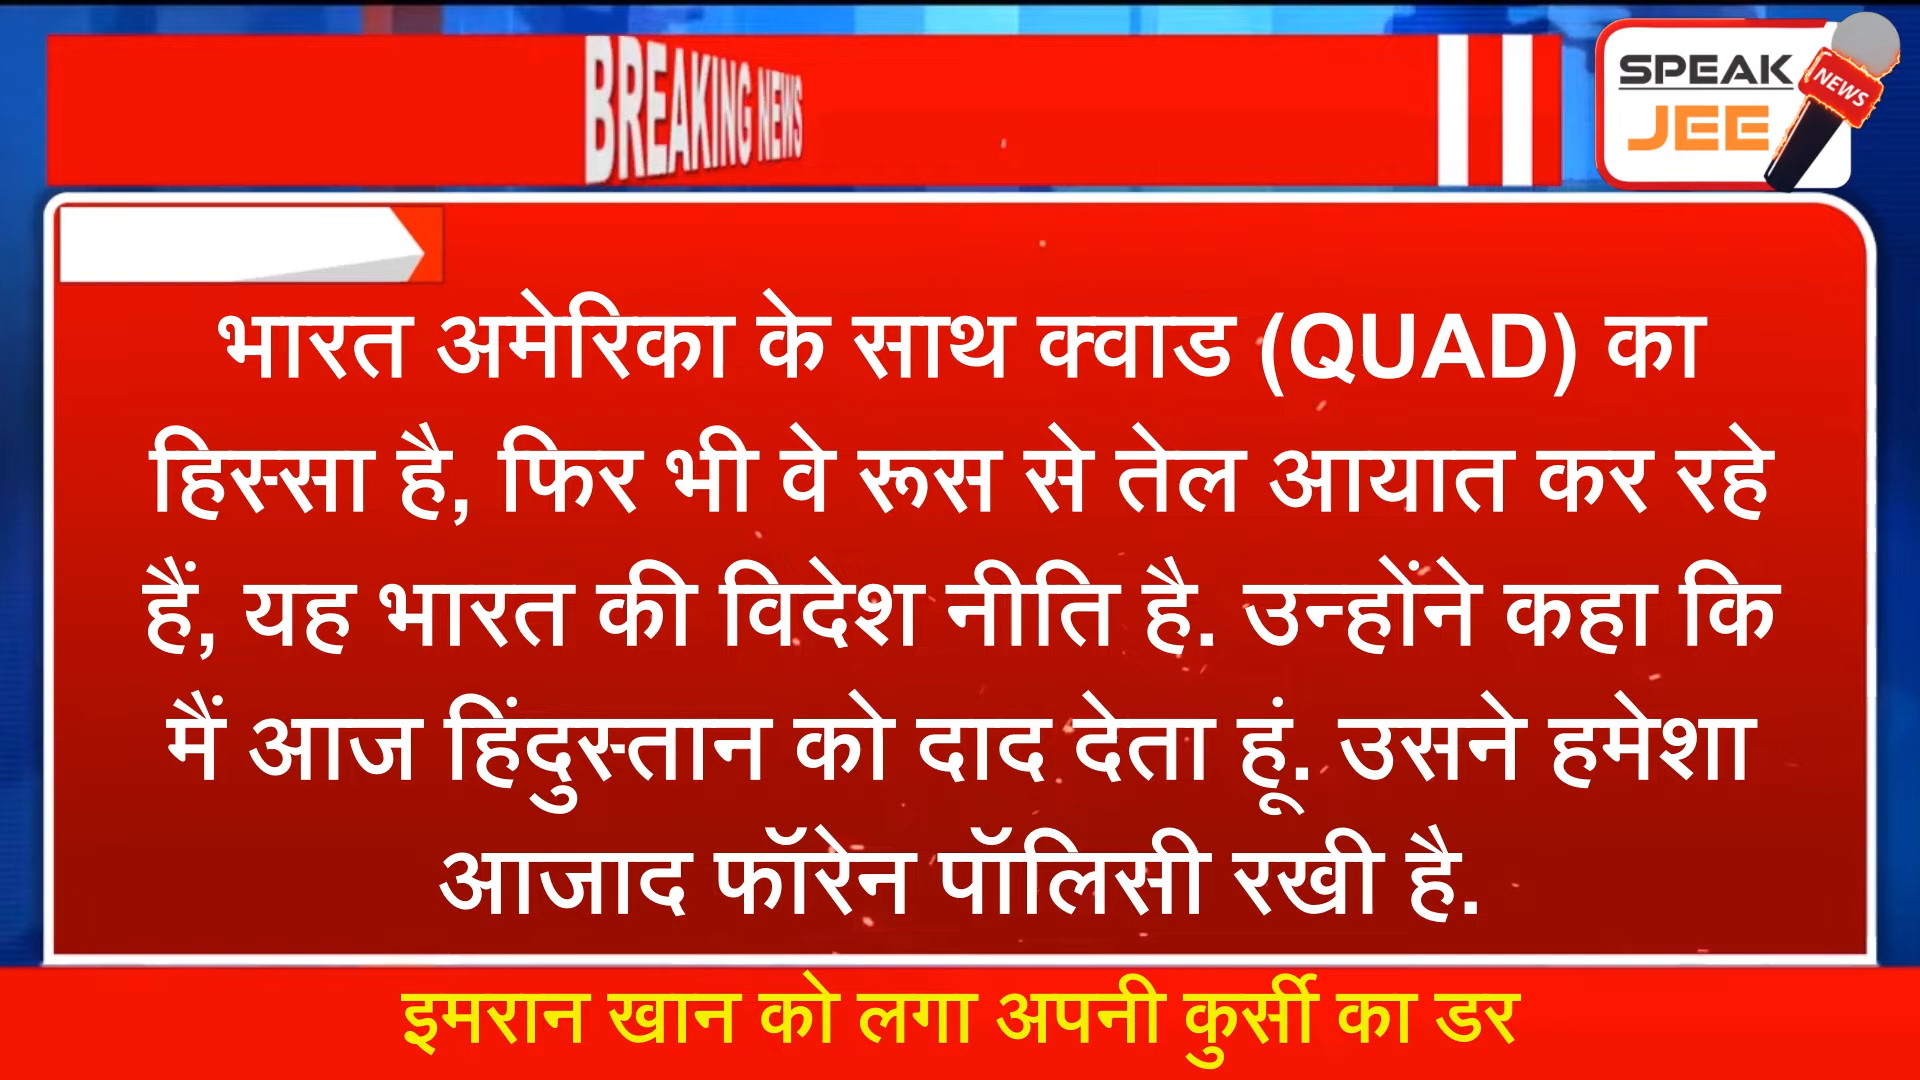 BREAKING NEWS
SPEAK
JEE
NEWS
भारत अमेरिका के साथ क्वाड (QUAD) का
हिस्सा है, फिर भी वे रूस से तेल आयात कर रहे
हैं, यह भारत की विदेश नीति है. उन्होंने कहा कि
मैं आज हिंदुस्तान को दाद देता हूं. उसने हमेशा
आजाद फॉरेन पॉलिसी रखी है.
इमरान खान को लगा अपनी कुर्सी का डर